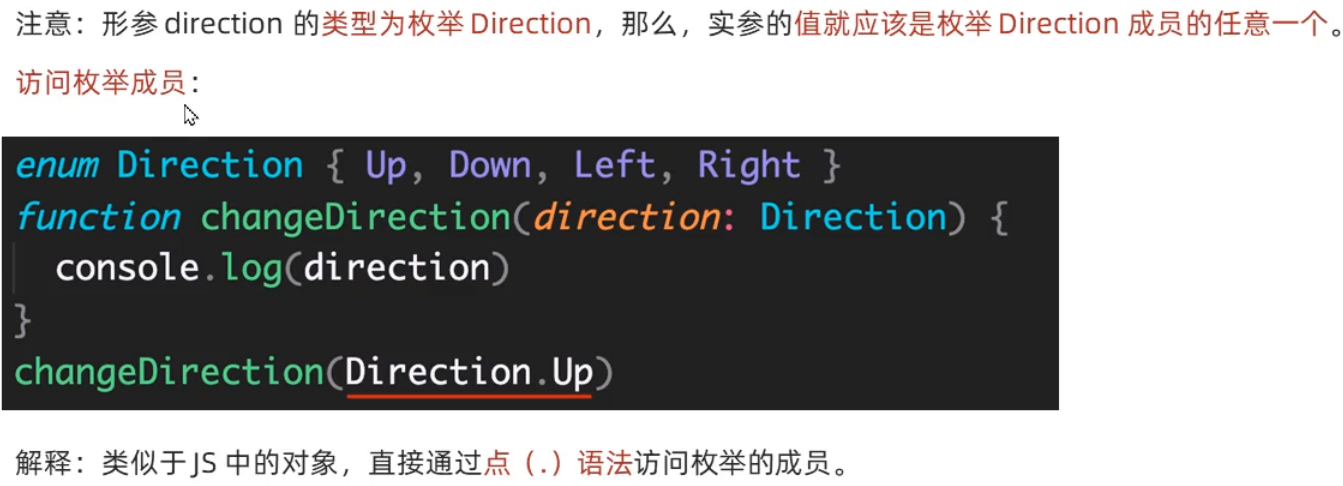 注意：形参 direction 的类型为枚举 Direction，那么，实参的值就应该是枚举 Direction 成员的任意一个。
访问枚举成员：
enum Direction { Up, Down, Left, Right }
function changeDirection(direction: Direction) {
  console.log(direction)
}
changeDirection(Direction.Up)
解释：类似于 JS 中的对象，直接通过点（.）语法访问枚举的成员。